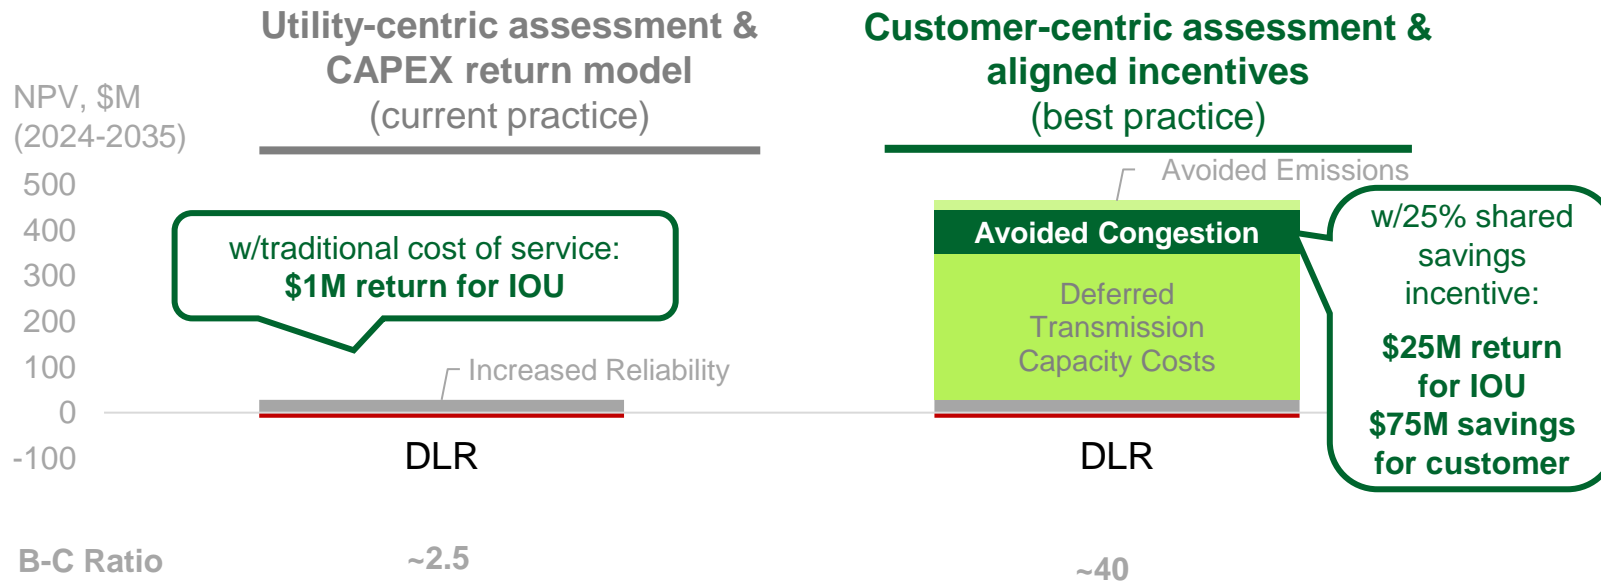 Utility-centric assessment &
CAPEX return model
(current practice)
Customer-centric assessment &
aligned incentives
(best practice)
NPV, $M
(2024-2035)
500
400
300
200
100
0
-100
w/traditional cost of service:
$1M return for IOU
Increased Reliability
DLR
Avoided Emissions
Avoided Congestion
Deferred
Transmission
Capacity Costs
DLR
w/25% shared
savings
incentive:
$25M return
for IOU
$75M savings
for customer
B-C Ratio
~2.5
~40